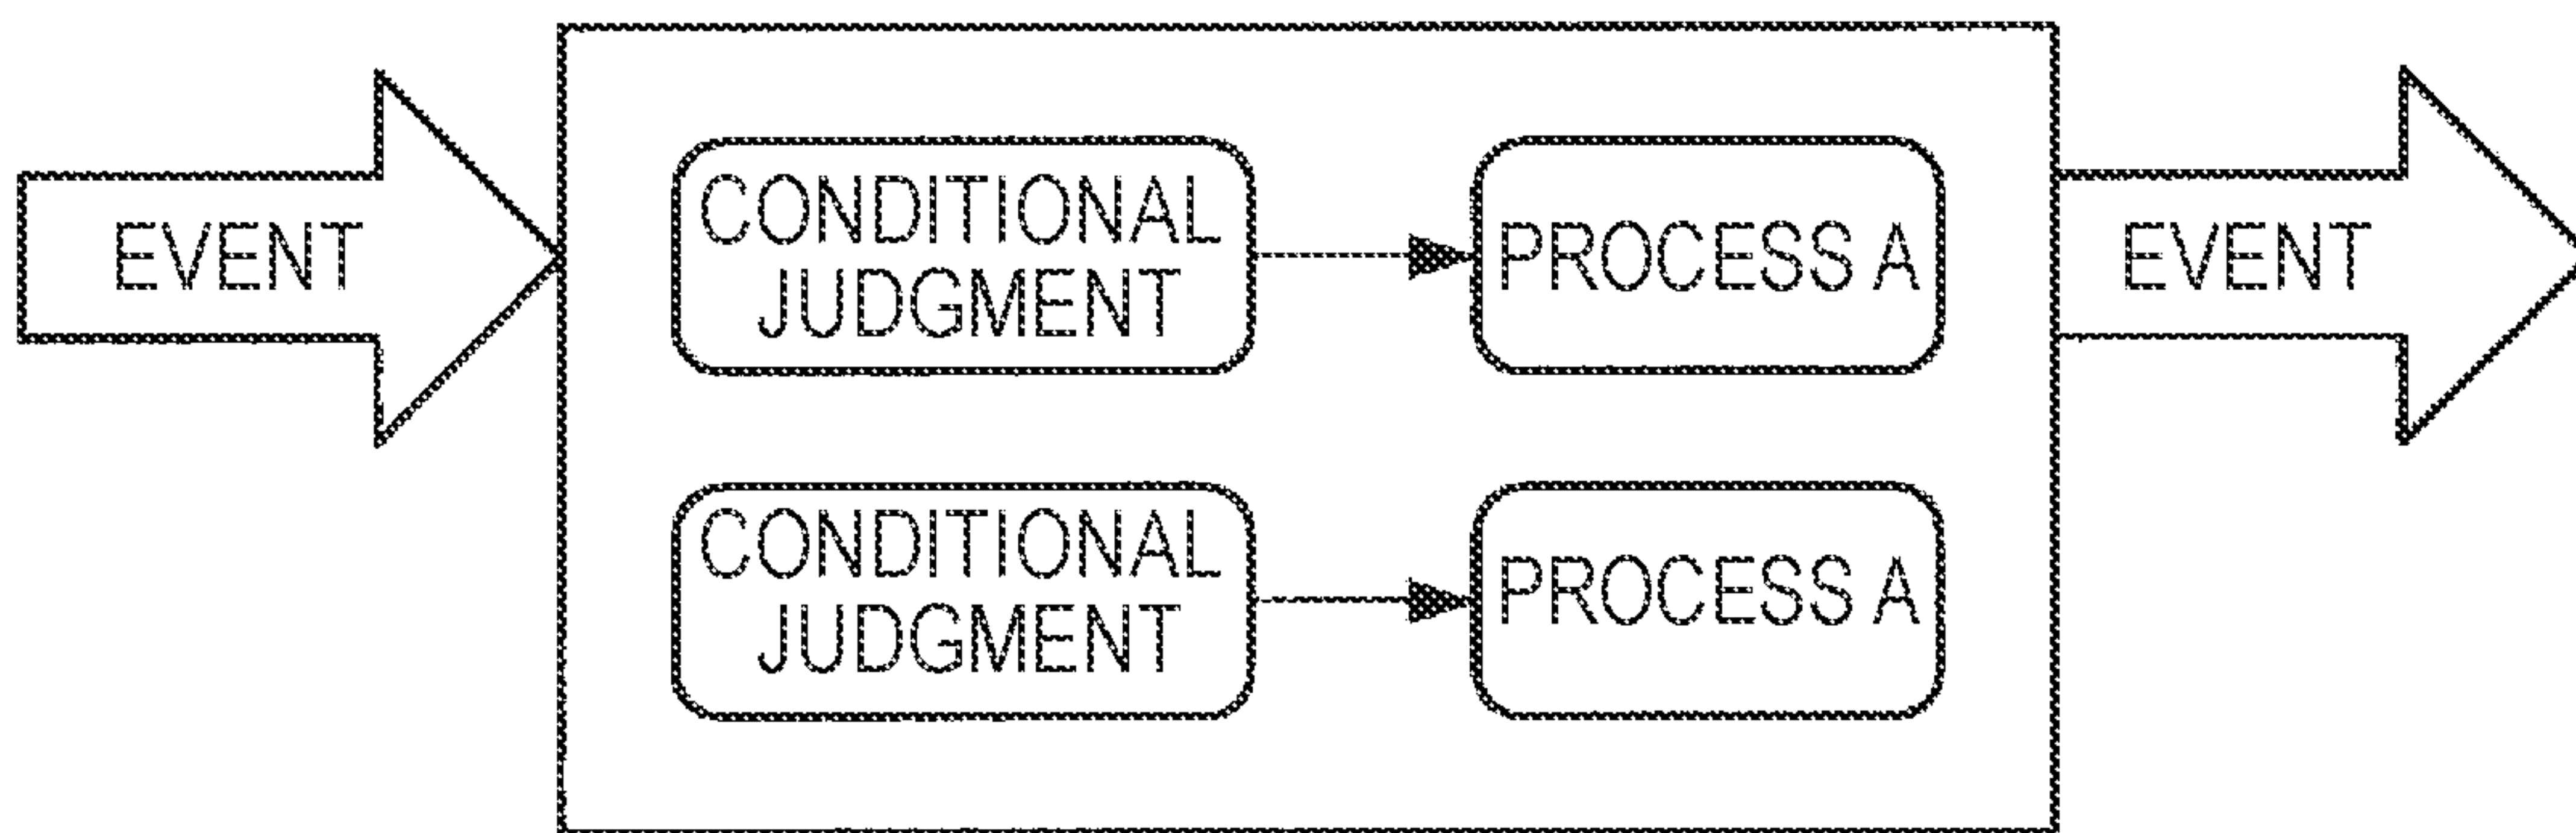 EVENT
CONDITIONAL
JUDGMENT
PROCESS A
EVENT
CONDITIONAL
JUDGMENT
PROCESS A